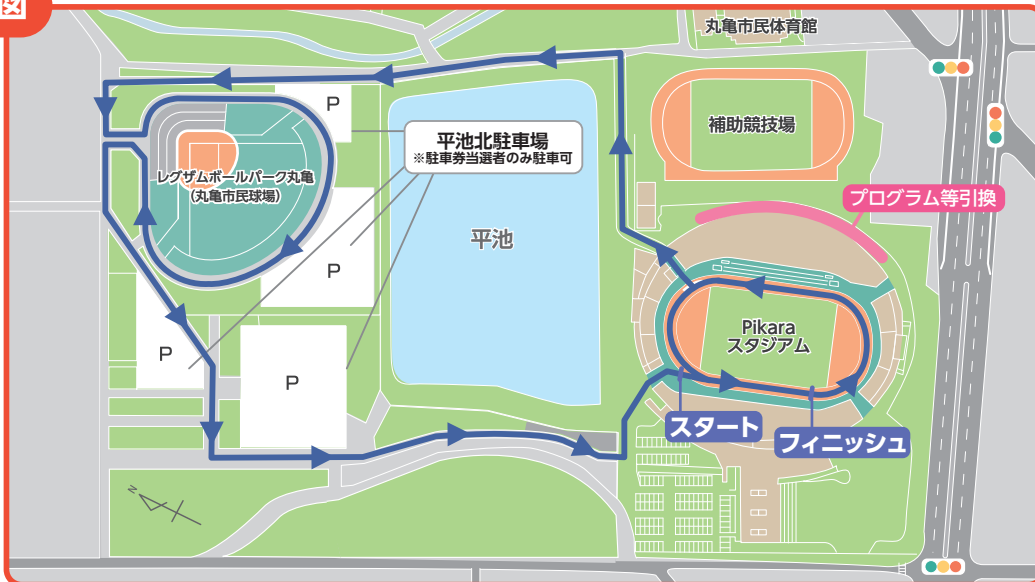 図
丸亀市民体育館
P
平池北駐車場
※駐車券当選者のみ駐車可
補助競技場
レグザムボールパーク丸亀
(丸亀市民球場)
プログラム等引換
平池
P
Pikara
スタジアム
P
P
スタート
フィニッシュ
N